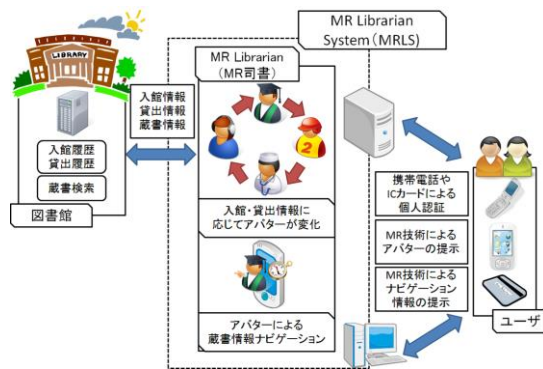 MR Librarian
System(MRLS)
LIBRARY
入館履歴
貸出履歴
蔵書検索
図書館
入館情報
貸出情報
蔵書情報
MR Librarian
(MR司書)
2
入館・貸出情報に
応じてアバターが変化
アバターによる
蔵書情報ナビゲーション
携帯電話や
ICカードによる
個人認証
MR技術による
アバターの提示
MR技術による
ナビゲーション
情報の提示
ユーザ